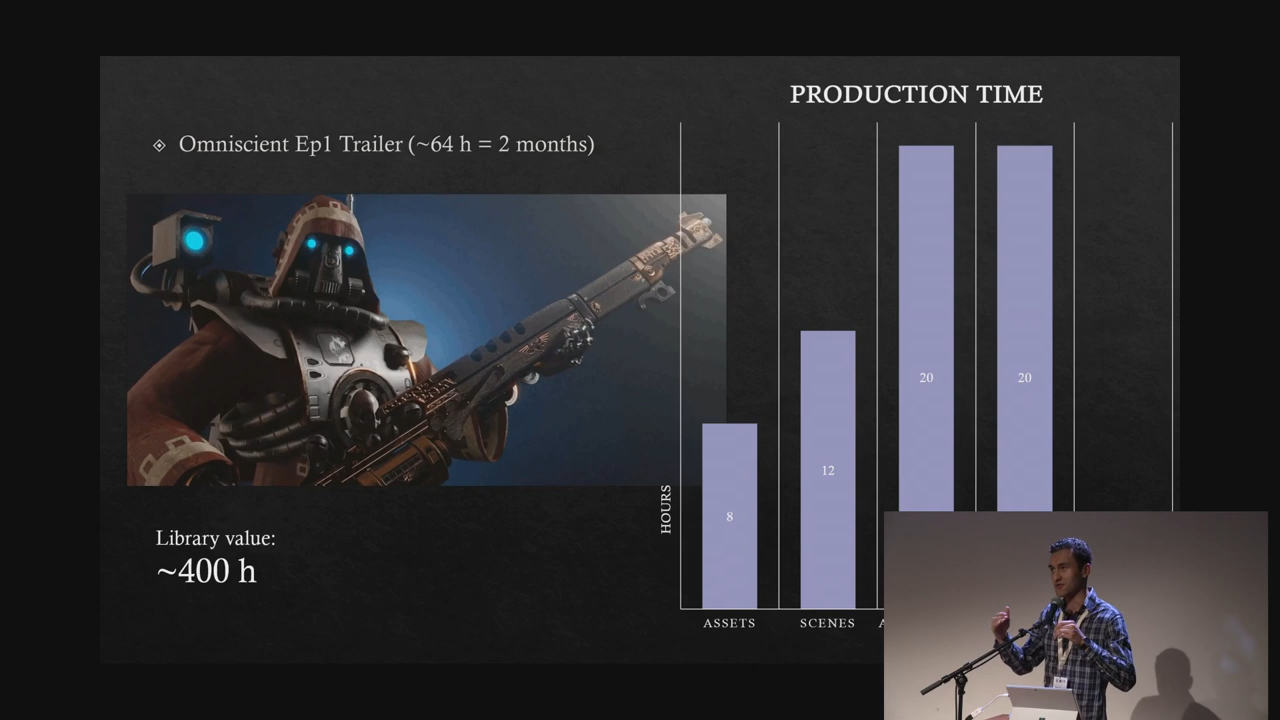 PRODUCTION TIME
Omniscient Ep1 Trailer (~64 h = 2 months)
20
20
12
8
HOURS
Library value:
~400 h
ASSETS
SCENES